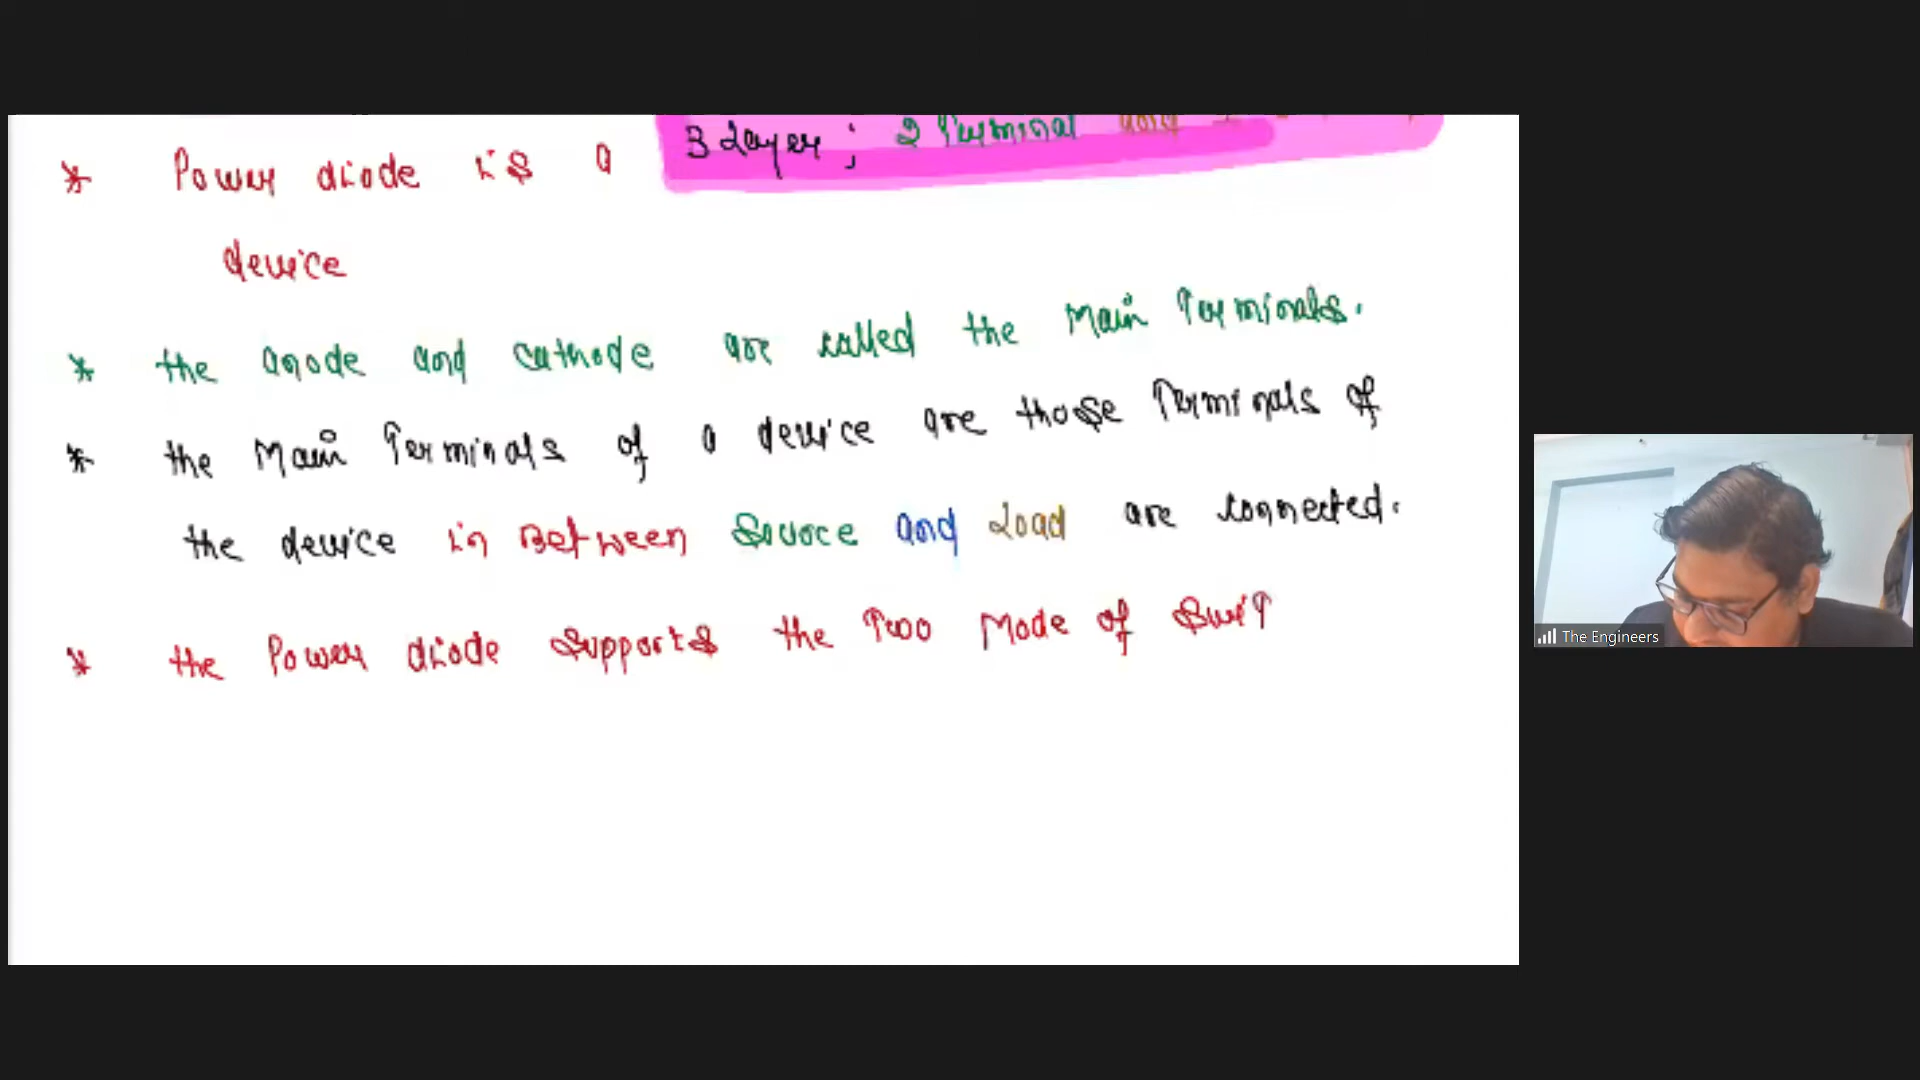 * Power diode is a 3 Layer; 2 Terminal and
device
* the anode and cathode are called the Main Terminals.
* the Main Terminals of a device are those Terminals of
the device in Between Source and Load are connected.
* the Power diode supports the Two Mode of Swit
The Engineers